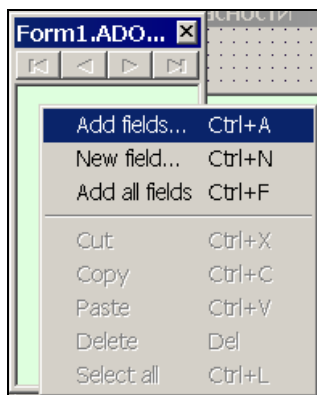 асности
Form1.ADO...
Add fields... Ctrl+A
New field... Ctrl+N
Add all fields Ctrl+F
Cut Ctrl+X
Copy Ctrl+C
Paste Ctrl+V
Delete Del
Select all Ctrl+L